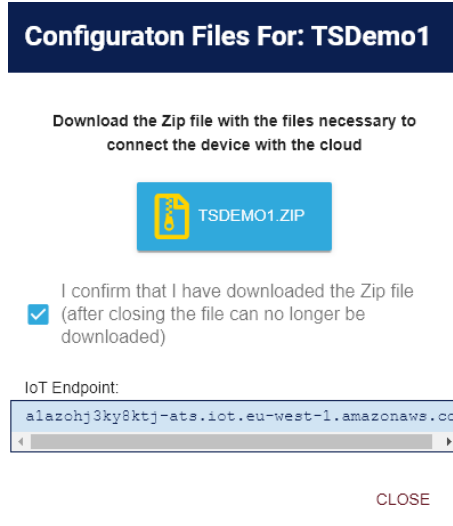 Configuraton Files For: TSDemo1
Download the Zip file with the files necessary to
connect the device with the cloud
TSDEMO1.ZIP
I confirm that I have downloaded the Zip file
(after closing the file can no longer be
downloaded)
IoT Endpoint:
alazohj3ky8ktj-ats.iot.eu-west-1.amazonaws.co
CLOSE